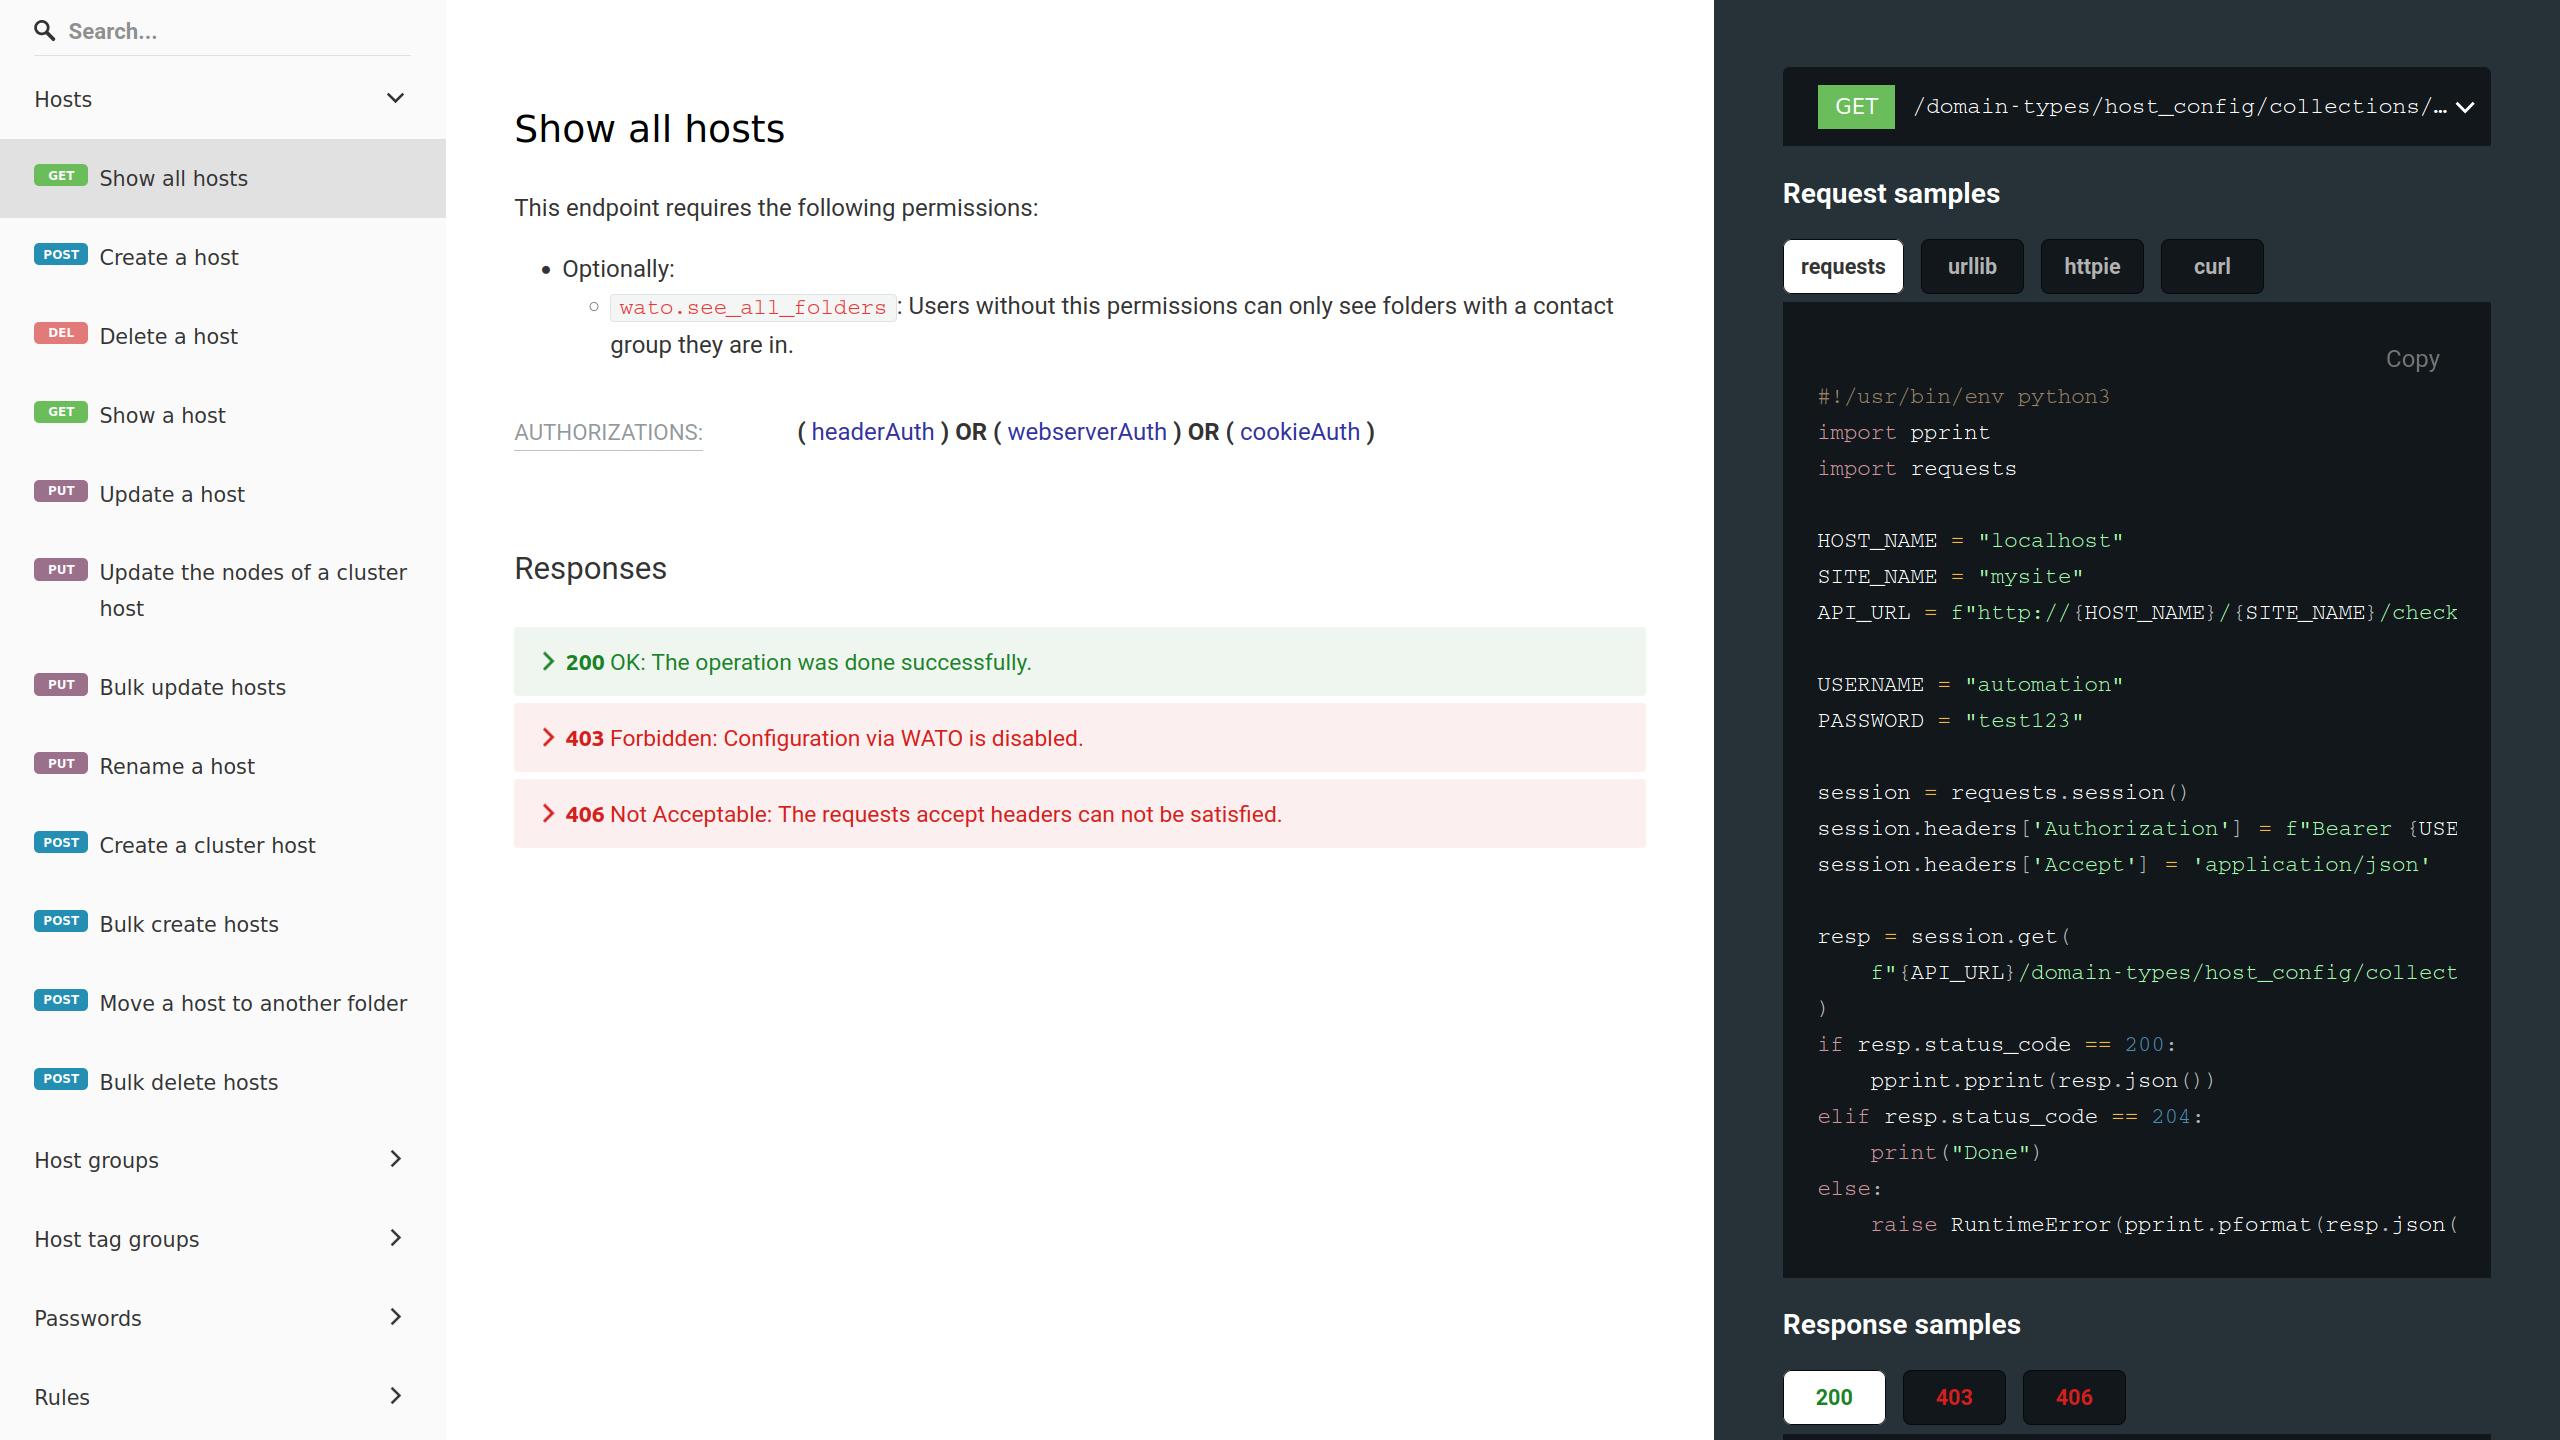 Search...
Hosts
GET Show all hosts
POST Create a host
DEL Delete a host
GET Show a host
PUT Update a host
PUT Update the nodes of a cluster
host
PUT Bulk update hosts
PUT Rename a host
POST Create a cluster host
POST Bulk create hosts
POST Move a host to another folder
POST Bulk delete hosts
Host groups
Host tag groups
Passwords
Rules
Show all hosts
This endpoint requires the following permissions:
• Optionally:
◦ wato.see_all_folders: Users without this permissions can only see folders with a contact
group they are in.
AUTHORIZATIONS: ( headerAuth ) OR ( webserverAuth ) OR ( cookieAuth )
Responses
200 OK: The operation was done successfully.
403 Forbidden: Configuration via WATO is disabled.
406 Not Acceptable: The requests accept headers can not be satisfied.
GET /domain-types/host_config/collections/…
Request samples
requests urllib httpie curl
Copy
#!/usr/bin/env python3
import pprint
import requests
HOST_NAME = "localhost"
SITE_NAME = "mysite"
API_URL = f"http://{HOST_NAME}/{SITE_NAME}/check
USERNAME = "automation"
PASSWORD = "test123"
session = requests.session()
session.headers['Authorization'] = f"Bearer {USE
session.headers['Accept'] = 'application/json'
resp = session.get(
    f"{API_URL}/domain-types/host_config/collect
)
if resp.status_code == 200:
    pprint.pprint(resp.json())
elif resp.status_code == 204:
    print("Done")
else:
    raise RuntimeError(pprint.pformat(resp.json(
Response samples
200 403 406